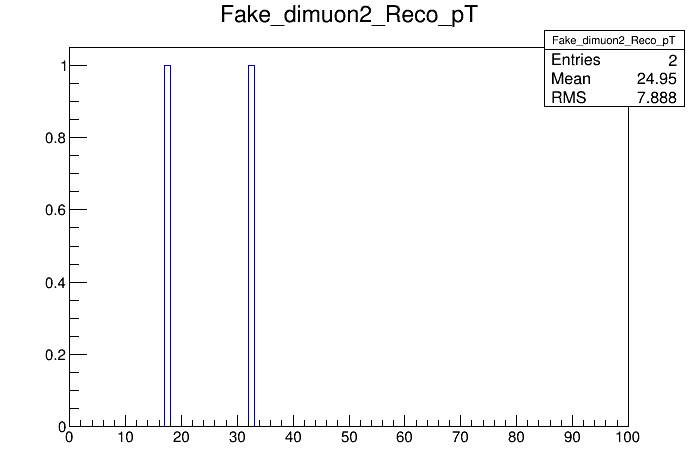 Fake_dimuon2_Reco_pT
Fake_dimuon2_Reco_pT
Entries 2
Mean 24.95
RMS 7.888
1
0.8
0.6
0.4
0.2
0
0 10 20 30 40 50 60 70 80 90 100